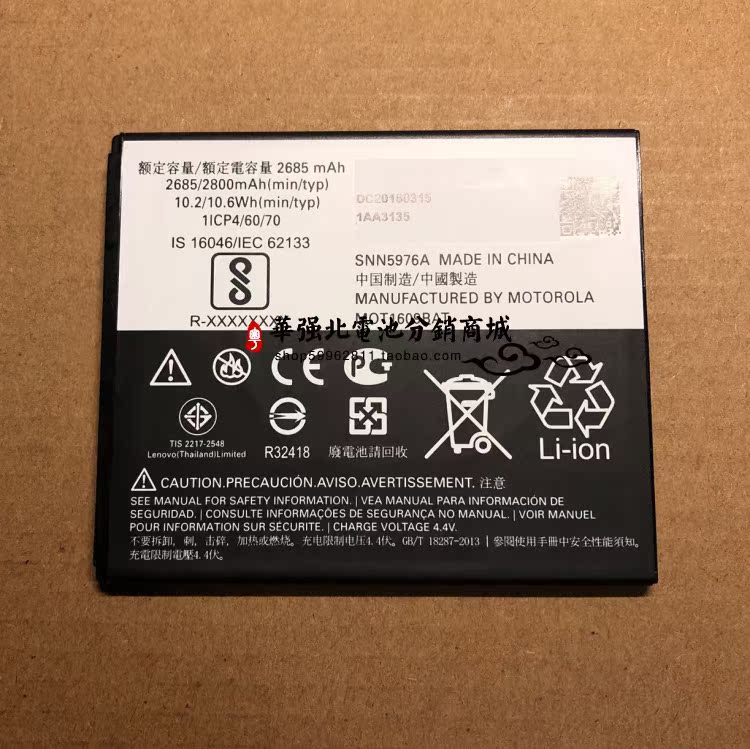 額定容量/額定電容量 2685 mAh
2685/2800mAh(min/typ)
10.2/10.6Wh(min/typ)
1ICP4/60/70
IS 16046/IEC 62133
R-XXXXXXX
DC20160315
1AA3135
SNN5976A MADE IN CHINA
中国制造/中國製造
MANUFACTURED BY MOTOROLA
MOT1609BAT
粤
華强北電池分銷商城
shop59962811.taobao.com
TIS 2217-2548
Lenovo(Thailand)Limited
R32418
廢電池請回收
Li-ion
CAUTION.PRECAUCIÓN.AVISO.AVERTISSEMENT. 注意
SEE MANUAL FOR SAFETY INFORMATION. | VEA MANUAL PARA INFORMACIÓN DE
SEGURIDAD. | CONSULTE INFORMAÇÕES DE SEGURANÇA NO MANUAL. | VOIR MANUEL
POUR INFORMATION SUR SÉCURITE. | CHARGE VOLTAGE 4.4V.
不要拆卸，刺，击碎，加热或燃烧。充电限制电压4.4伏。GB/T 18287-2013 | 參閱使用手冊中安全性能須知。
充電限制電壓4.4伏。